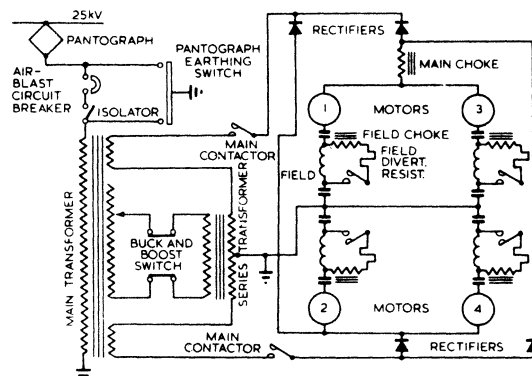 25kV
PANTOGRAPH
AIR-
BLAST
CIRCUIT
BREAKER
PANTOGRAPH
EARTHING
SWITCH
ISOLATOR
MAIN
CONTACTOR
RECTIFIERS
MAIN CHOKE
1
MOTORS
3
FIELD CHOKE
FIELD
FIELD
DIVERT.
RESIST.
MAIN TRANSFORMER
BUCK AND
BOOST
SWITCH
SERIES TRANSFORMER
2
MOTORS
4
MAIN
CONTACTOR
RECTIFIERS